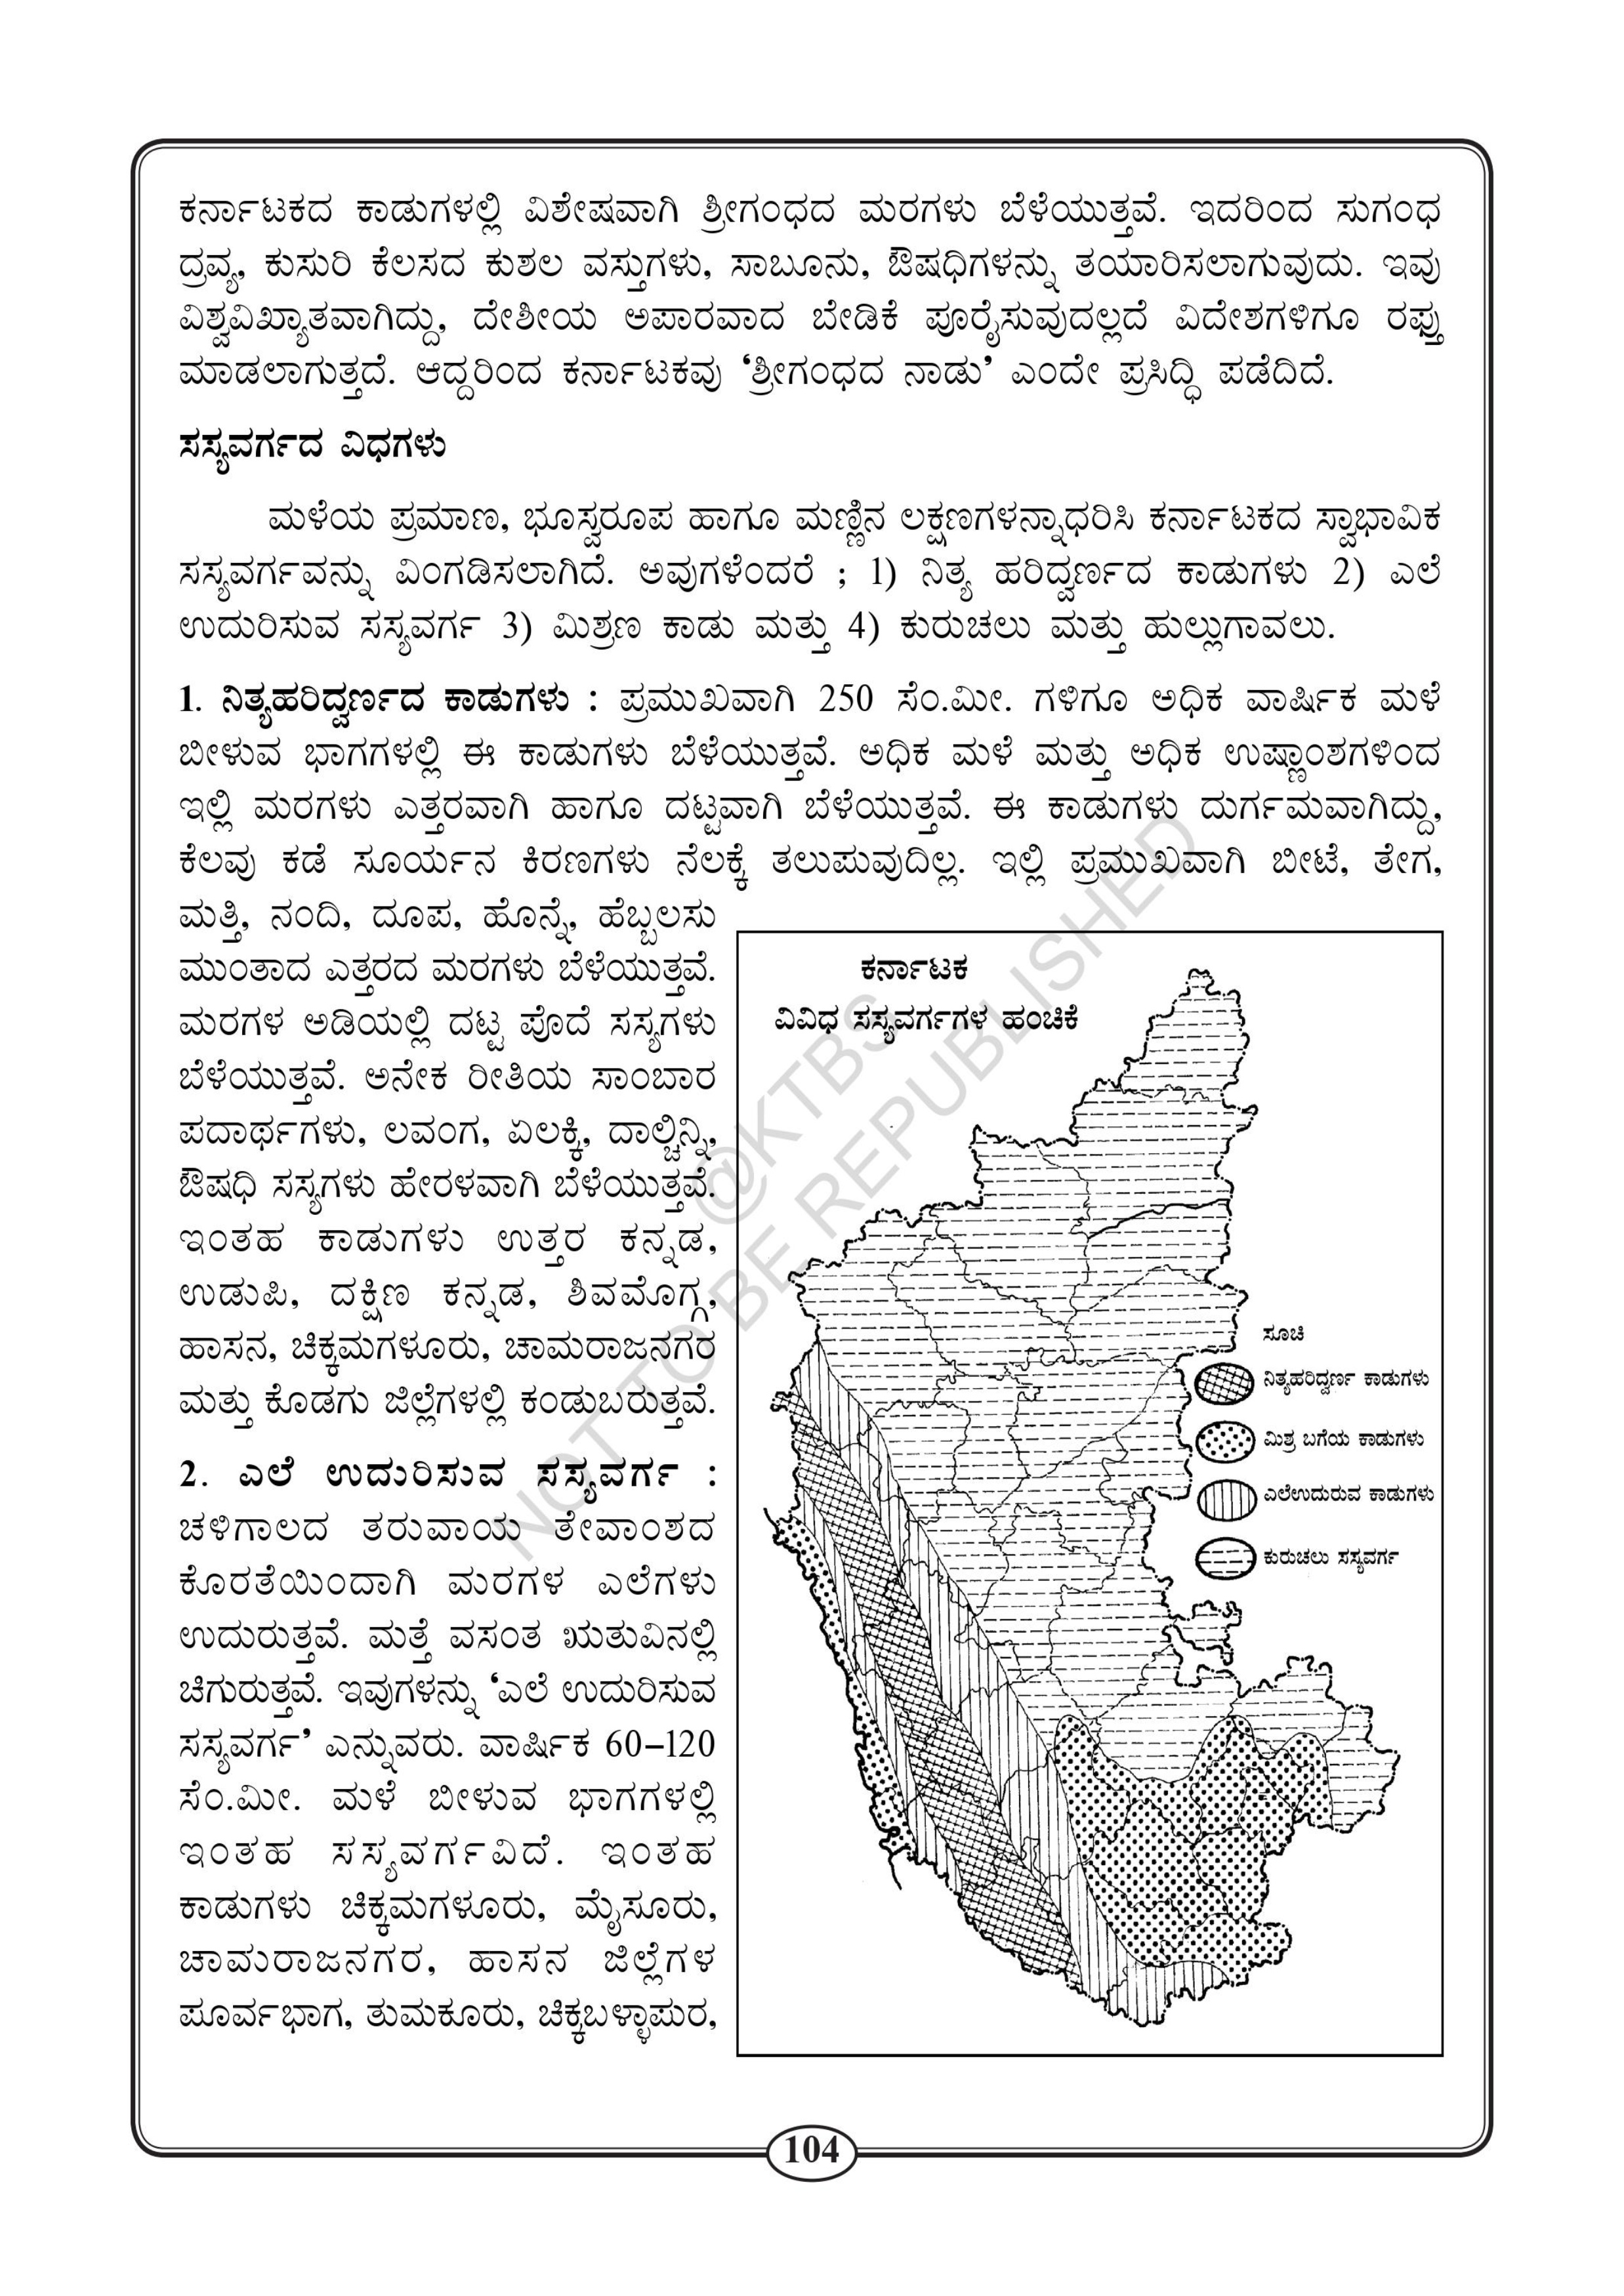 ಕರ್ನಾಟಕದ ಕಾಡುಗಳಲ್ಲಿ ವಿಶೇಷವಾಗಿ ಶ್ರೀಗಂಧದ ಮರಗಳು ಬೆಳೆಯುತ್ತವೆ. ಇದರಿಂದ ಸುಗಂಧ
ದ್ರವ್ಯ, ಕುಸುರಿ ಕೆಲಸದ ಕುಶಲ ವಸ್ತುಗಳು, ಸಾಬೂನು, ಔಷಧಿಗಳನ್ನು ತಯಾರಿಸಲಾಗುವುದು. ಇವು
ವಿಶ್ವವಿಖ್ಯಾತವಾಗಿದ್ದು, ದೇಶೀಯ ಅಪಾರವಾದ ಬೇಡಿಕೆ ಪೂರೈಸುವುದಲ್ಲದೆ ವಿದೇಶಗಳಿಗೂ ರಫ್ತು
ಮಾಡಲಾಗುತ್ತದೆ. ಆದ್ದರಿಂದ ಕರ್ನಾಟಕವು ‘ಶ್ರೀಗಂಧದ ನಾಡು’ ಎಂದೇ ಪ್ರಸಿದ್ಧಿ ಪಡೆದಿದೆ.
ಸಸ್ಯವರ್ಗದ ವಿಧಗಳು
ಮಳೆಯ ಪ್ರಮಾಣ, ಭೂಸ್ವರೂಪ ಹಾಗೂ ಮಣ್ಣಿನ ಲಕ್ಷಣಗಳನ್ನಾಧರಿಸಿ ಕರ್ನಾಟಕದ ಸ್ವಾಭಾವಿಕ
ಸಸ್ಯವರ್ಗವನ್ನು ವಿಂಗಡಿಸಲಾಗಿದೆ. ಅವುಗಳೆಂದರೆ ; 1) ನಿತ್ಯ ಹರಿದ್ವರ್ಣದ ಕಾಡುಗಳು 2) ಎಲೆ
ಉದುರಿಸುವ ಸಸ್ಯವರ್ಗ 3) ಮಿಶ್ರಣ ಕಾಡು ಮತ್ತು 4) ಕುರುಚಲು ಮತ್ತು ಹುಲ್ಲುಗಾವಲು.
1. ನಿತ್ಯಹರಿದ್ವರ್ಣದ ಕಾಡುಗಳು : ಪ್ರಮುಖವಾಗಿ 250 ಸೆಂ.ಮೀ. ಗಳಿಗೂ ಅಧಿಕ ವಾರ್ಷಿಕ ಮಳೆ
ಬೀಳುವ ಭಾಗಗಳಲ್ಲಿ ಈ ಕಾಡುಗಳು ಬೆಳೆಯುತ್ತವೆ. ಅಧಿಕ ಮಳೆ ಮತ್ತು ಅಧಿಕ ಉಷ್ಣಾಂಶಗಳಿಂದ
ಇಲ್ಲಿ ಮರಗಳು ಎತ್ತರವಾಗಿ ಹಾಗೂ ದಟ್ಟವಾಗಿ ಬೆಳೆಯುತ್ತವೆ. ಈ ಕಾಡುಗಳು ದುರ್ಗಮವಾಗಿದ್ದು,
ಕೆಲವು ಕಡೆ ಸೂರ್ಯನ ಕಿರಣಗಳು ನೆಲಕ್ಕೆ ತಲುಪುವುದಿಲ್ಲ. ಇಲ್ಲಿ ಪ್ರಮುಖವಾಗಿ ಬೀಟೆ, ತೇಗ,
ಮತ್ತಿ, ನಂದಿ, ದೂಪ, ಹೊನ್ನೆ, ಹೆಬ್ಬಲಸು
ಮುಂತಾದ ಎತ್ತರದ ಮರಗಳು ಬೆಳೆಯುತ್ತವೆ.
ಮರಗಳ ಅಡಿಯಲ್ಲಿ ದಟ್ಟ ಪೊದೆ ಸಸ್ಯಗಳು
ಬೆಳೆಯುತ್ತವೆ. ಅನೇಕ ರೀತಿಯ ಸಾಂಬಾರ
ಪದಾರ್ಥಗಳು, ಲವಂಗ, ಏಲಕ್ಕಿ, ದಾಲ್ಚಿನ್ನಿ,
ಔಷಧಿ ಸಸ್ಯಗಳು ಹೇರಳವಾಗಿ ಬೆಳೆಯುತ್ತವೆ.
ಇಂತಹ ಕಾಡುಗಳು ಉತ್ತರ ಕನ್ನಡ,
ಉಡುಪಿ, ದಕ್ಷಿಣ ಕನ್ನಡ, ಶಿವಮೊಗ್ಗ,
ಹಾಸನ, ಚಿಕ್ಕಮಗಳೂರು, ಚಾಮರಾಜನಗರ
ಮತ್ತು ಕೊಡಗು ಜಿಲ್ಲೆಗಳಲ್ಲಿ ಕಂಡುಬರುತ್ತವೆ.
2. ಎಲೆ ಉದುರಿಸುವ ಸಸ್ಯವರ್ಗ :
ಚಳಿಗಾಲದ ತರುವಾಯ ತೇವಾಂಶದ
ಕೊರತೆಯಿಂದಾಗಿ ಮರಗಳ ಎಲೆಗಳು
ಉದುರುತ್ತವೆ. ಮತ್ತೆ ವಸಂತ ಋತುವಿನಲ್ಲಿ
ಚಿಗುರುತ್ತವೆ. ಇವುಗಳನ್ನು ‘ಎಲೆ ಉದುರಿಸುವ
ಸಸ್ಯವರ್ಗ’ ಎನ್ನುವರು. ವಾರ್ಷಿಕ 60–120
ಸೆಂ.ಮೀ. ಮಳೆ ಬೀಳುವ ಭಾಗಗಳಲ್ಲಿ
ಇಂತಹ ಸಸ್ಯವರ್ಗವಿದೆ. ಇಂತಹ
ಕಾಡುಗಳು ಚಿಕ್ಕಮಗಳೂರು, ಮೈಸೂರು,
ಚಾಮರಾಜನಗರ, ಹಾಸನ ಜಿಲ್ಲೆಗಳ
ಪೂರ್ವಭಾಗ, ತುಮಕೂರು, ಚಿಕ್ಕಬಳ್ಳಾಪುರ,
ಕರ್ನಾಟಕ
ವಿವಿಧ ಸಸ್ಯವರ್ಗಗಳ ಹಂಚಿಕೆ
ಸೂಚಿ
ನಿತ್ಯಹರಿದ್ವರ್ಣ ಕಾಡುಗಳು
ಮಿಶ್ರ ಬಗೆಯ ಕಾಡುಗಳು
ಎಲೆಉದುರುವ ಕಾಡುಗಳು
ಕುರುಚಲು ಸಸ್ಯವರ್ಗ
@KTBS
NOT TO BE REPUBLISHED
104